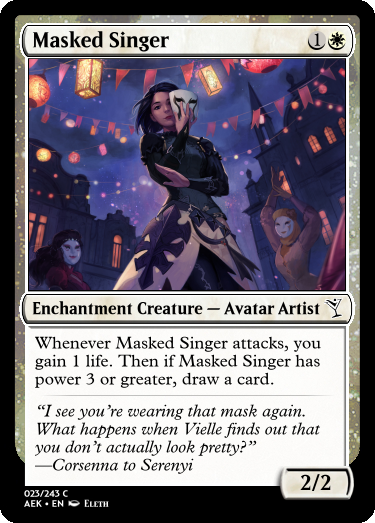 Masked Singer 1
Enchantment Creature — Avatar Artist
Whenever Masked Singer attacks, you
gain 1 life. Then if Masked Singer has
power 3 or greater, draw a card.
“I see you’re wearing that mask again.
What happens when Vielle finds out that
you don’t actually look pretty?”
—Corsenna to Serenyi
2/2
023/243 C
AEK • EN Eleth